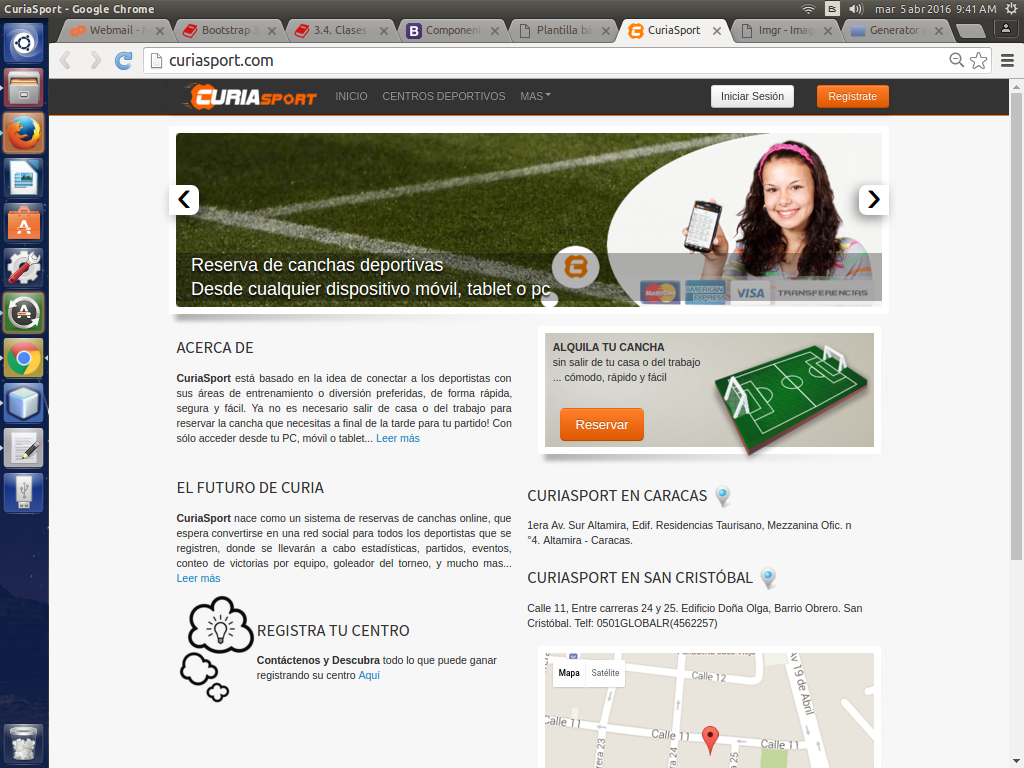 CuriaSport - Google Chrome
Es
mar 5 abr 2016 9:41 AM
Webmail -
Bootstrap 3
3.4. Clases
Component
Plantilla bá
CuriaSport
Imgr - Imag
Generator
curiasport.com
CURIASPORT
INICIO
CENTROS DEPORTIVOS
MAS
Iniciar Sesión
Regístrate
Reserva de canchas deportivas
Desde cualquier dispositivo móvil, tablet o pc
MasterCard
AMERICAN EXPRESS
VISA
TRANSFERENCIAS
ACERCA DE
CuriaSport está basado en la idea de conectar a los deportistas con
sus áreas de entrenamiento o diversión preferidas, de forma rápida,
segura y fácil. Ya no es necesario salir de casa o del trabajo para
reservar la cancha que necesitas a final de la tarde para tu partido! Con
sólo acceder desde tu PC, móvil o tablet... Leer más
EL FUTURO DE CURIA
CuriaSport nace como un sistema de reservas de canchas online, que
espera convertirse en una red social para todos los deportistas que se
registren, donde se llevarán a cabo estadísticas, partidos, eventos,
conteo de victorias por equipo, goleador del torneo, y mucho mas...
Leer más
REGISTRA TU CENTRO
Contáctenos y Descubra todo lo que puede ganar
registrando su centro Aquí
ALQUILA TU CANCHA
sin salir de tu casa o del trabajo
... cómodo, rápido y fácil
Reservar
CURIASPORT EN CARACAS
1era Av. Sur Altamira, Edif. Residencias Taurisano, Mezzanina Ofic. n
°4. Altamira - Caracas.
CURIASPORT EN SAN CRISTÓBAL
Calle 11, Entre carreras 24 y 25. Edificio Doña Olga, Barrio Obrero. San
Cristóbal. Telf: 0501GLOBALR(4562257)
Mapa
Satélite
Calle 12
Av 19 de Abril
Calle 11
Calle 11
Calle 11
Carrera 23
Carrera 24
Carrera 25